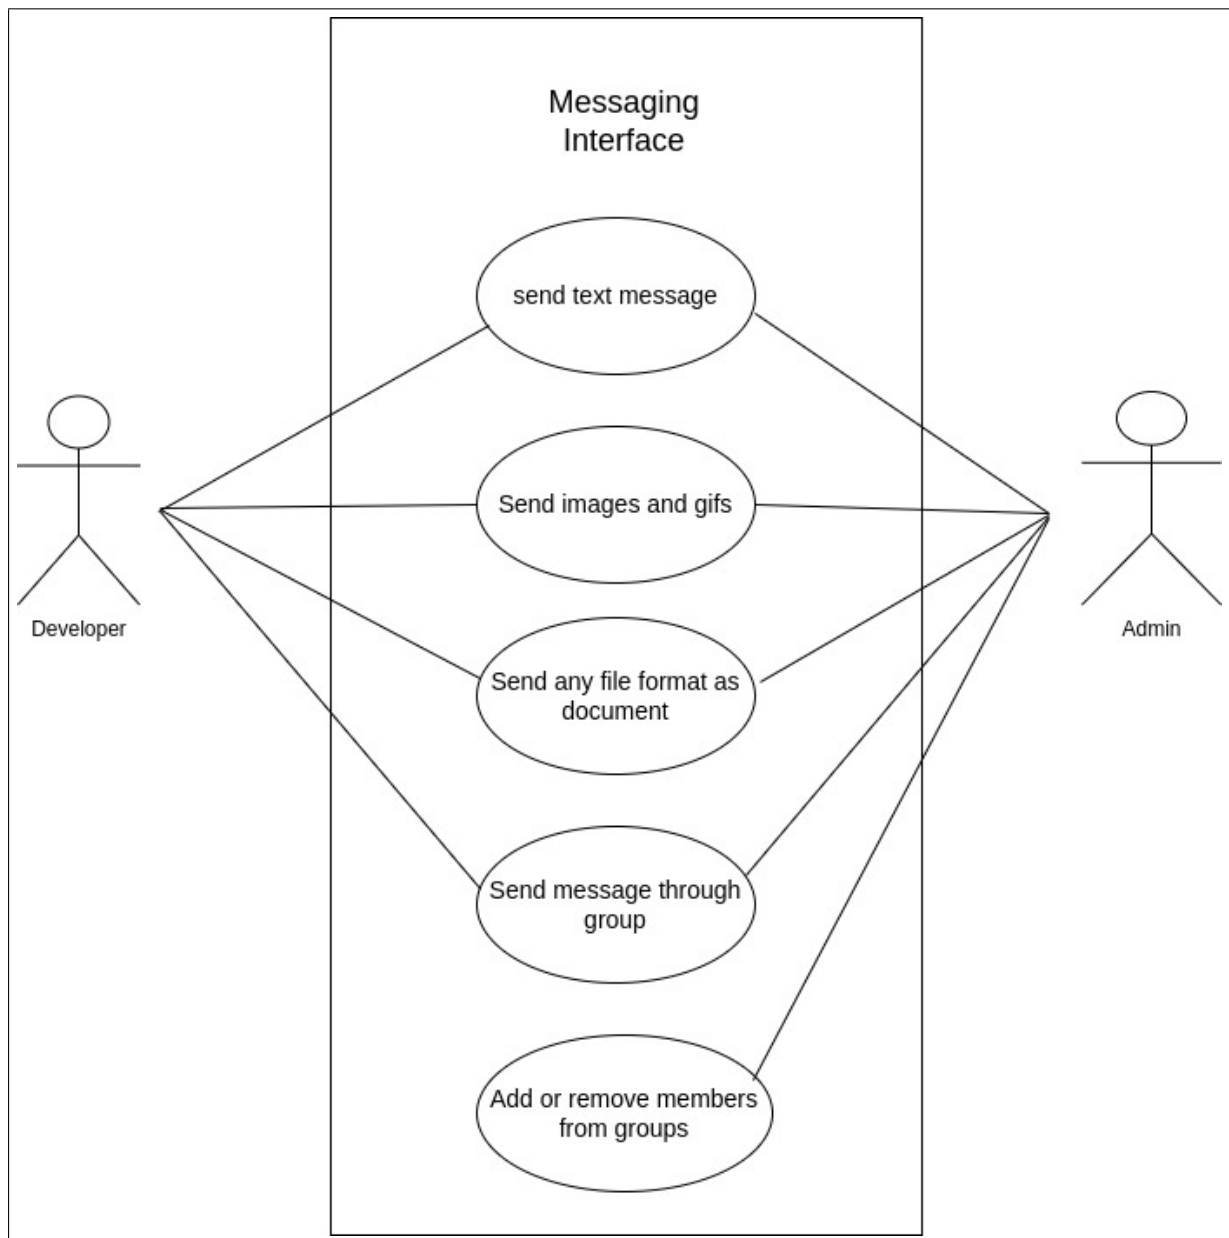 Messaging
Interface
send text message
Send images and gifs
Developer
Admin
Send any file format as
document
Send message through
group
Add or remove members
from groups